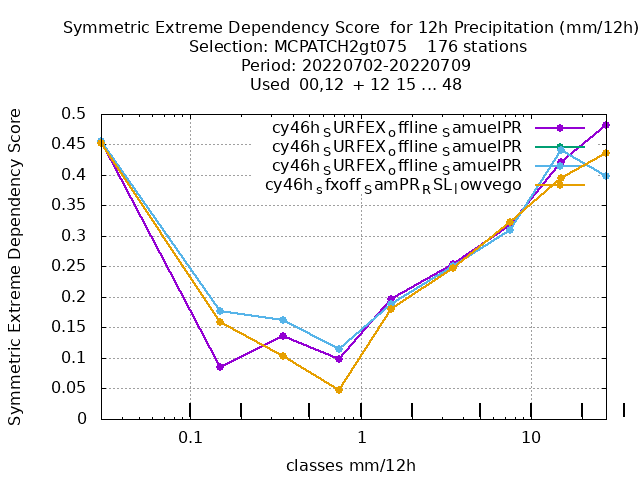 Symmetric Extreme Dependency Score  for 12h Precipitation (mm/12h)
Selection: MCPATCH2gt075    176 stations
Period: 20220702-20220709
Used  00,12  + 12 15 ... 48
Symmetric Extreme Dependency Score
0.5
0.45
0.4
0.35
0.3
0.25
0.2
0.15
0.1
0.05
0
cy46h_SURFEX_offline_SamuelPR
cy46h_SURFEX_offline_SamuelPR
cy46h_SURFEX_offline_SamuelPR
cy46h_sfxoff_SamPR_RSL_lowvego
0.1 1 10
classes mm/12h